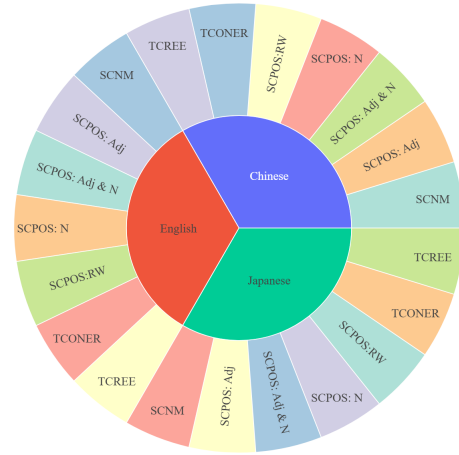 Chinese
SCNM
SCPOS: Adj
SCPOS: Adj & N
SCPOS: N
SCPOS:RW
TCONER
TCREE
English
SCNM
SCPOS: Adj
SCPOS: Adj & N
SCPOS: N
SCPOS:RW
TCONER
TCREE
Japanese
SCNM
SCPOS: Adj
SCPOS: Adj & N
SCPOS: N
SCPOS:RW
TCONER
TCREE